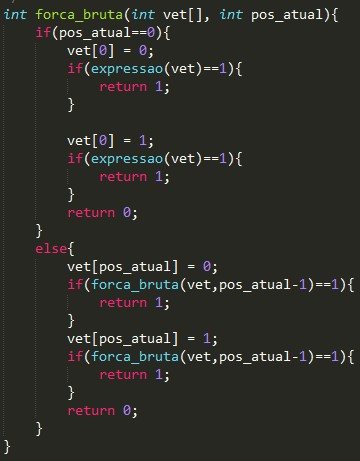 int forca_bruta(int vet[], int pos_atual){
    if(pos_atual==0){
        vet[0] = 0;
        if(expressao(vet)==1){
            return 1;
        }

        vet[0] = 1;
        if(expressao(vet)==1){
            return 1;
        }
        return 0;
    }
    else{
        vet[pos_atual] = 0;
        if(forca_bruta(vet,pos_atual-1)==1){
            return 1;
        }
        vet[pos_atual] = 1;
        if(forca_bruta(vet,pos_atual-1)==1){
            return 1;
        }
        return 0;
    }
}